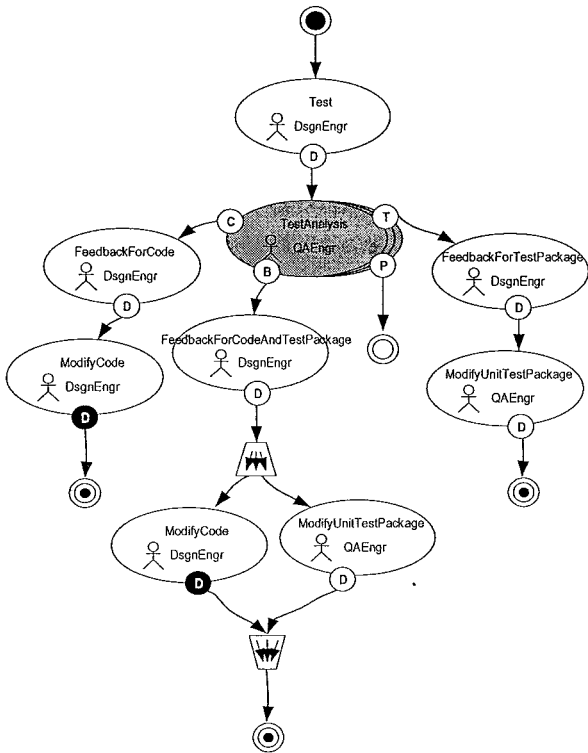 Test
DsgnEngr
D
C
TestAnalysis
T
QAEngr
B
P
FeedbackForCode
DsgnEngr
D
FeedbackForTestPackage
DsgnEngr
D
FeedbackForCodeAndTestPackage
DsgnEngr
D
ModifyCode
DsgnEngr
D
ModifyUnitTestPackage
QAEngr
D
ModifyCode
DsgnEngr
D
ModifyUnitTestPackage
QAEngr
D